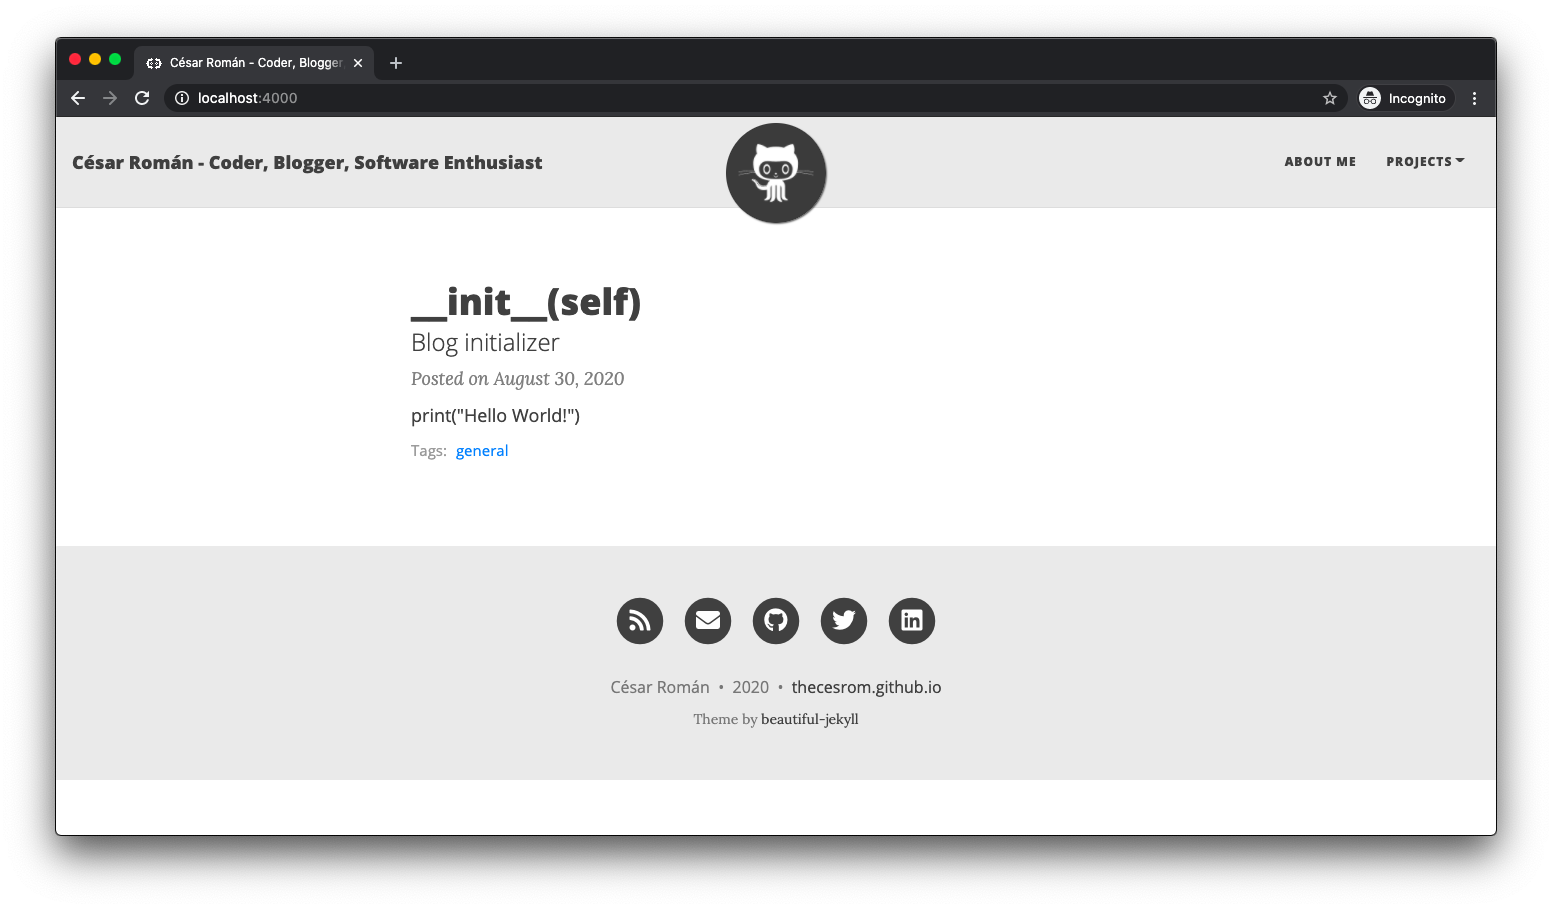 César Román - Coder, Blogger
localhost:4000
Incognito
César Román - Coder, Blogger, Software Enthusiast
ABOUT ME
PROJECTS
__init__(self)
Blog initializer
Posted on August 30, 2020
print("Hello World!")
Tags: general
César Román • 2020 • thecesrom.github.io
Theme by beautiful-jekyll